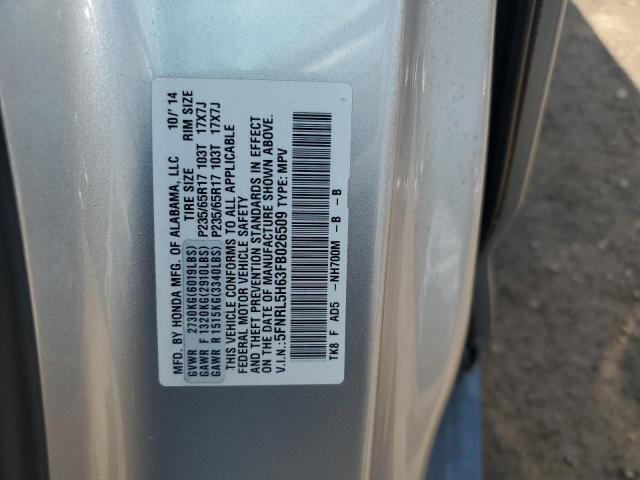 MFD. BY HONDA MFG. OF ALABAMA, LLC 10/'14
TIRE SIZE RIM SIZE
GVWR 2730KG(6019LBS)
GAWR F 1320KG(2910LBS) P235/65R17 103T 17X7J
GAWR R 1515KG(3340LBS) P235/65R17 103T 17X7J
THIS VEHICLE CONFORMS TO ALL APPLICABLE
FEDERAL MOTOR VEHICLE SAFETY
AND THEFT PREVENTION STANDARDS IN EFFECT
ON THE DATE OF MANUFACTURE SHOWN ABOVE.
V.I.N.:5FNRL5H63FB026509 TYPE: MPV
TK8 F AD5 -NH700M -B -B